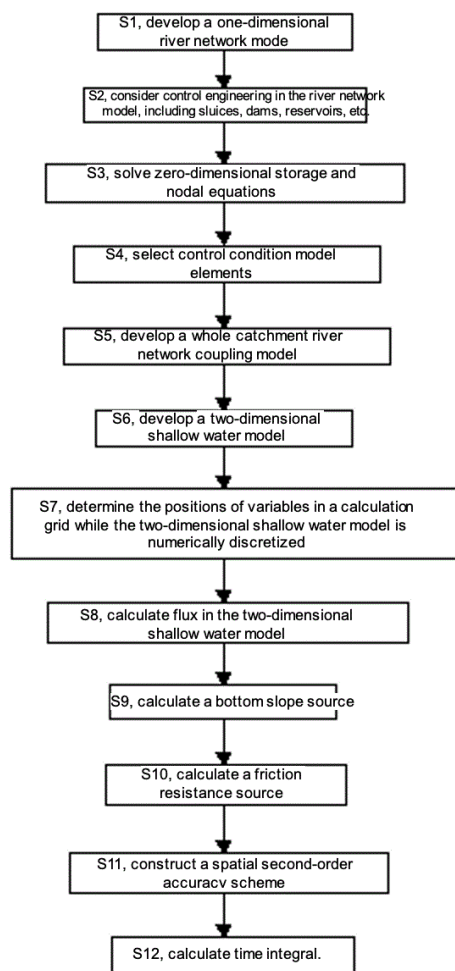 S1, develop a one-dimensional
river network mode
S2, consider control engineering in the river network
model, including sluices, dams, reservoirs, etc.
S3, solve zero-dimensional storage and
nodal equations
S4, select control condition model
elements
S5, develop a whole catchment river
network coupling model
S6, develop a two-dimensional
shallow water model
S7, determine the positions of variables in a calculation
grid while the two-dimensional shallow water model is
numerically discretized
S8, calculate flux in the two-dimensional
shallow water model
S9, calculate a bottom slope source
S10, calculate a friction
resistance source
S11, construct a spatial second-order
accuracy scheme
S12, calculate time integral.